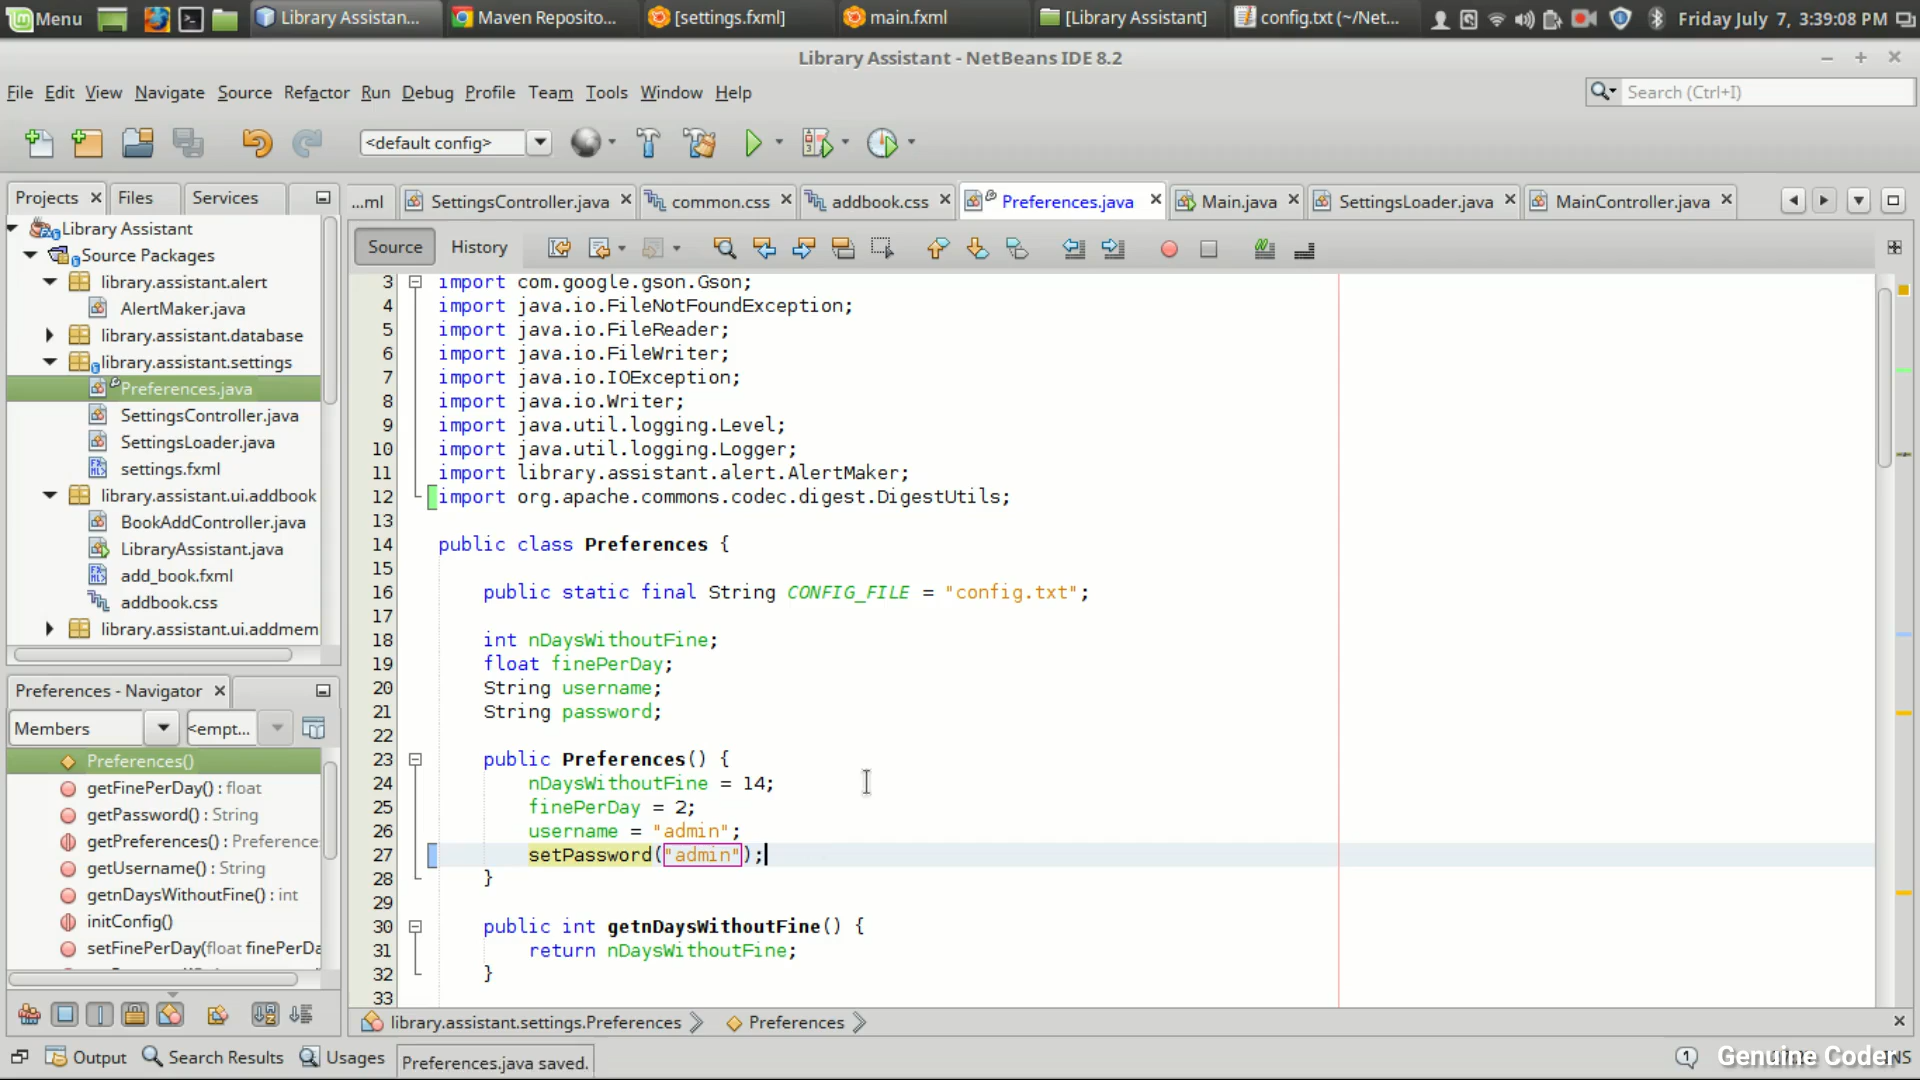 Menu
Library Assistan...
Maven Reposito...
[settings.fxml]
main.fxml
[Library Assistant]
config.txt (~/Net...
Friday July 7, 3:39:08 PM
Library Assistant - NetBeans IDE 8.2
File Edit View Navigate Source Refactor Run Debug Profile Team Tools Window Help
Search (Ctrl+I)
<default config>
Projects
Files
Services
...ml
SettingsController.java
common.css
addbook.css
Preferences.java
Main.java
SettingsLoader.java
MainController.java
Source
History
Library Assistant
Source Packages
library.assistant.alert
AlertMaker.java
library.assistant.database
library.assistant.settings
Preferences.java
SettingsController.java
SettingsLoader.java
settings.fxml
library.assistant.ui.addbook
BookAddController.java
LibraryAssistant.java
add_book.fxml
addbook.css
library.assistant.ui.addmem
Preferences - Navigator
Members
<empt...
Preferences()
getFinePerDay() : float
getPassword() : String
getPreferences() : Preference
getUsername() : String
getnDaysWithoutFine() : int
initConfig()
setFinePerDay(float finePerDa
3 import com.google.gson.Gson;
4 import java.io.FileNotFoundException;
5 import java.io.FileReader;
6 import java.io.FileWriter;
7 import java.io.IOException;
8 import java.io.Writer;
9 import java.util.logging.Level;
10 import java.util.logging.Logger;
11 import library.assistant.alert.AlertMaker;
12 import org.apache.commons.codec.digest.DigestUtils;
13
14 public class Preferences {
15
16 public static final String CONFIG_FILE = "config.txt";
17
18 int nDaysWithoutFine;
19 float finePerDay;
20 String username;
21 String password;
22
23 public Preferences() {
24 nDaysWithoutFine = 14;
25 finePerDay = 2;
26 username = "admin";
27 setPassword("admin");
28 }
29
30 public int getnDaysWithoutFine() {
31 return nDaysWithoutFine;
32 }
33
library.assistant.settings.Preferences
Preferences
Output
Search Results
Usages
Preferences.java saved.
1
Genuine Coder